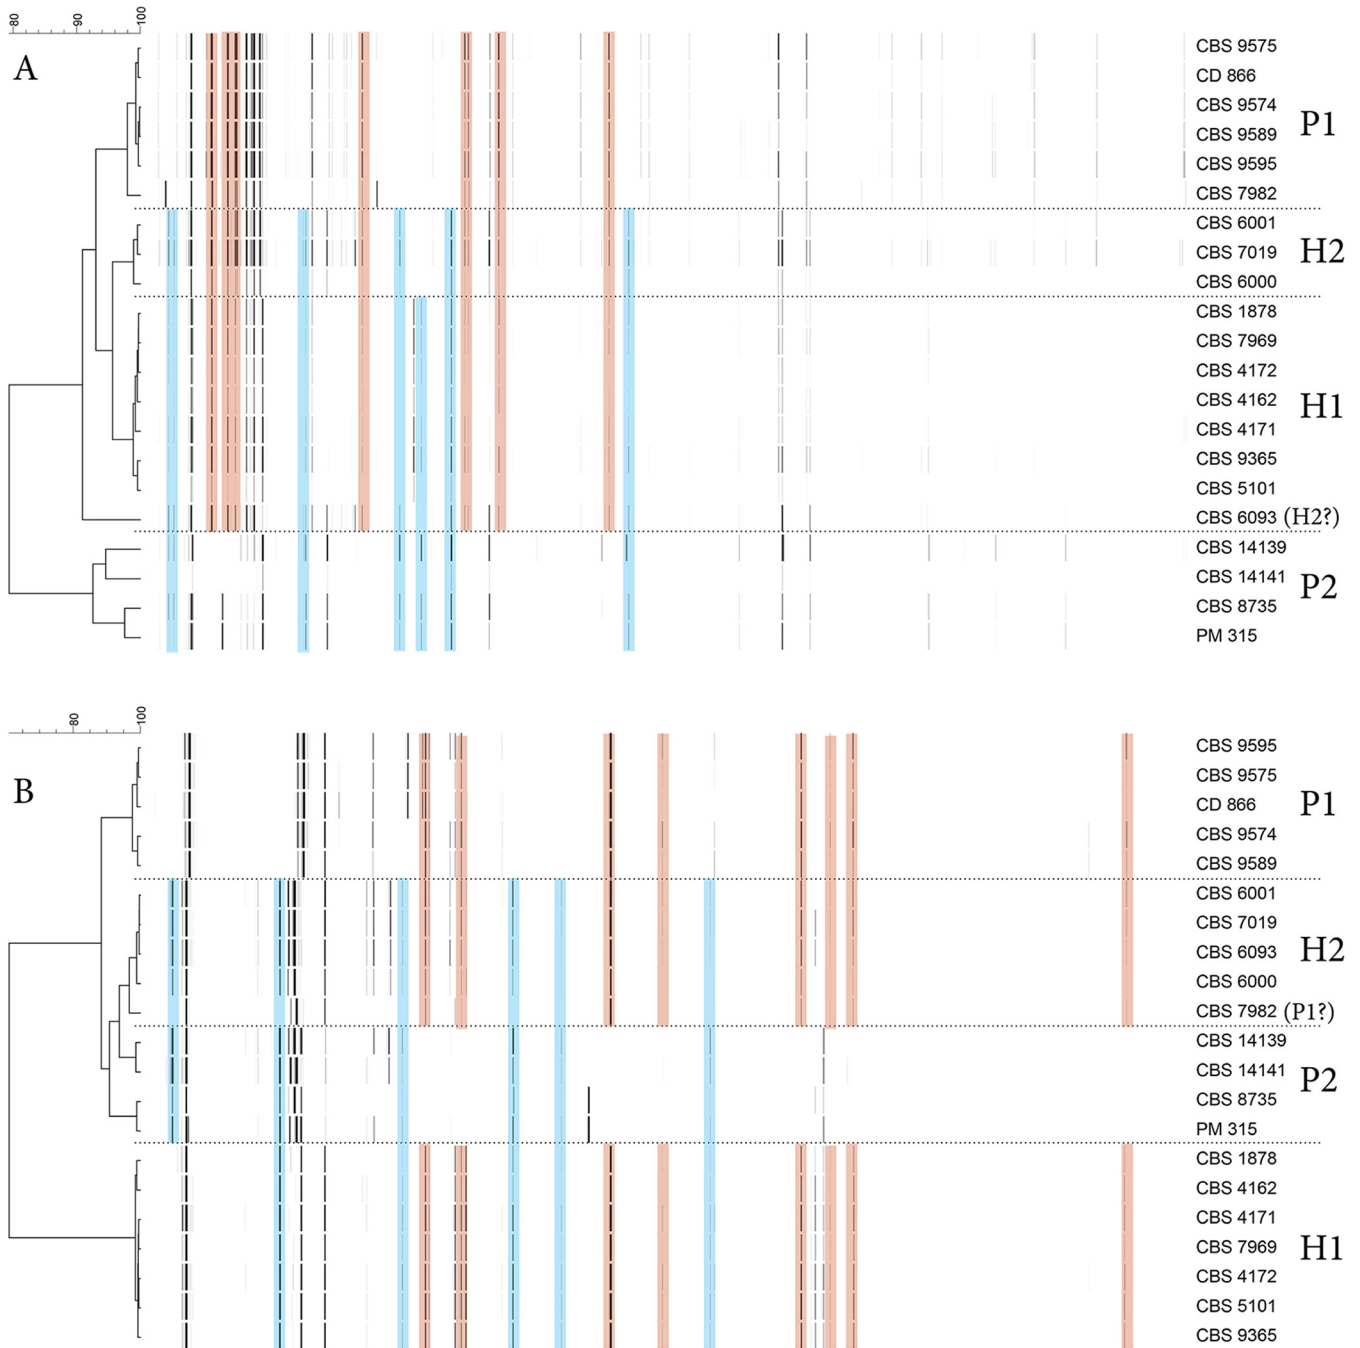 80 90 100
A
CBS 9575
CD 866
CBS 9574
P1
CBS 9589
CBS 9595
CBS 7982
CBS 6001
CBS 7019 H2
CBS 6000
CBS 1878
CBS 7969
CBS 4172
CBS 4162 H1
CBS 4171
CBS 9365
CBS 5101
CBS 6093 (H2?)
CBS 14139
CBS 14141 P2
CBS 8735
PM 315
80 100
B
CBS 9595
CBS 9575
CD 866 P1
CBS 9574
CBS 9589
CBS 6001
CBS 7019
CBS 6093 H2
CBS 6000
CBS 7982 (P1?)
CBS 14139
CBS 14141 P2
CBS 8735
PM 315
CBS 1878
CBS 4162
CBS 4171
CBS 7969 H1
CBS 4172
CBS 5101
CBS 9365